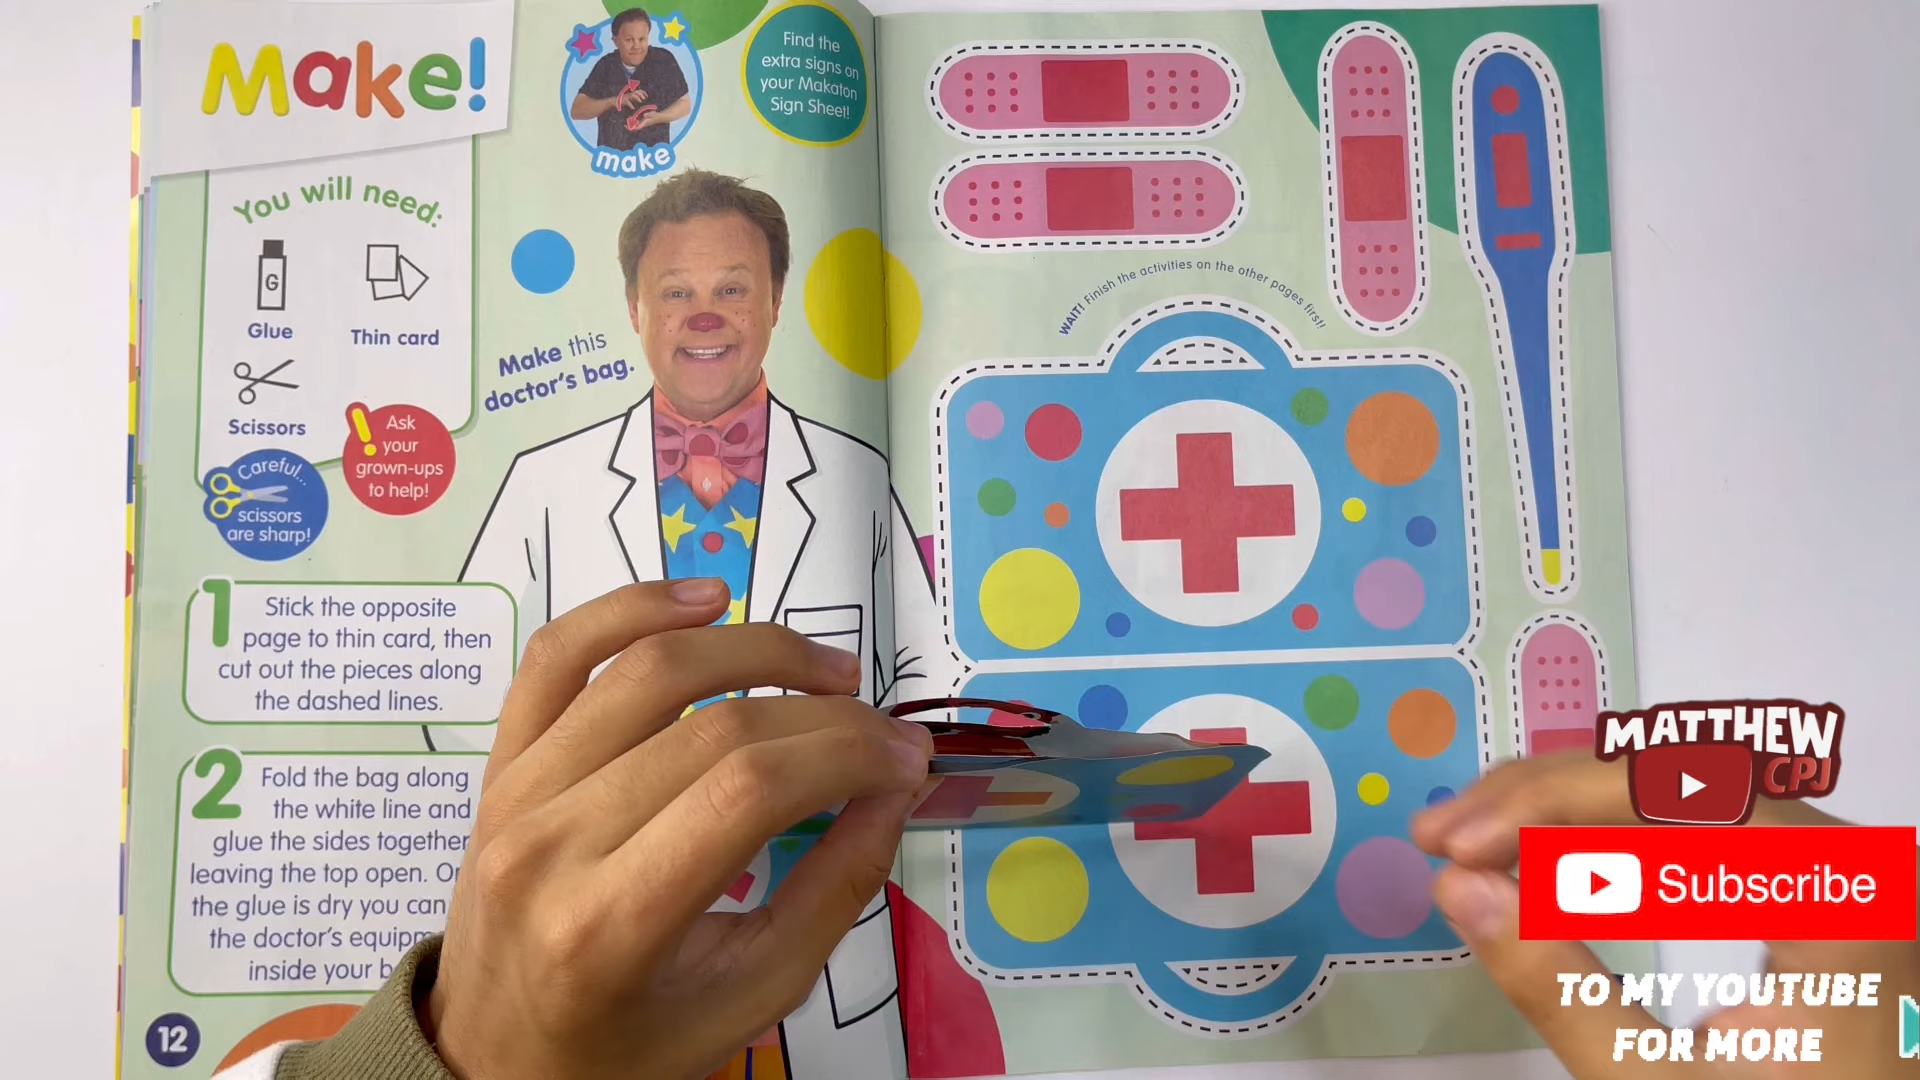 Make!
make
Find the
extra signs on
your Makaton
Sign Sheet!
You will need:
G
Glue
Thin card
Scissors
Careful...
scissors
are sharp!
Ask
your
grown-ups
to help!
Make this
doctor's bag.
1 Stick the opposite
page to thin card, then
cut out the pieces along
the dashed lines.
2 Fold the bag along
the white line and
glue the sides together
leaving the top open.
the glue is dry you can
the doctor's
inside your
12
WAIT! Finish the activities on the other pages first!
MATTHEW
CPJ
Subscribe
TO MY YOUTUBE
FOR MORE